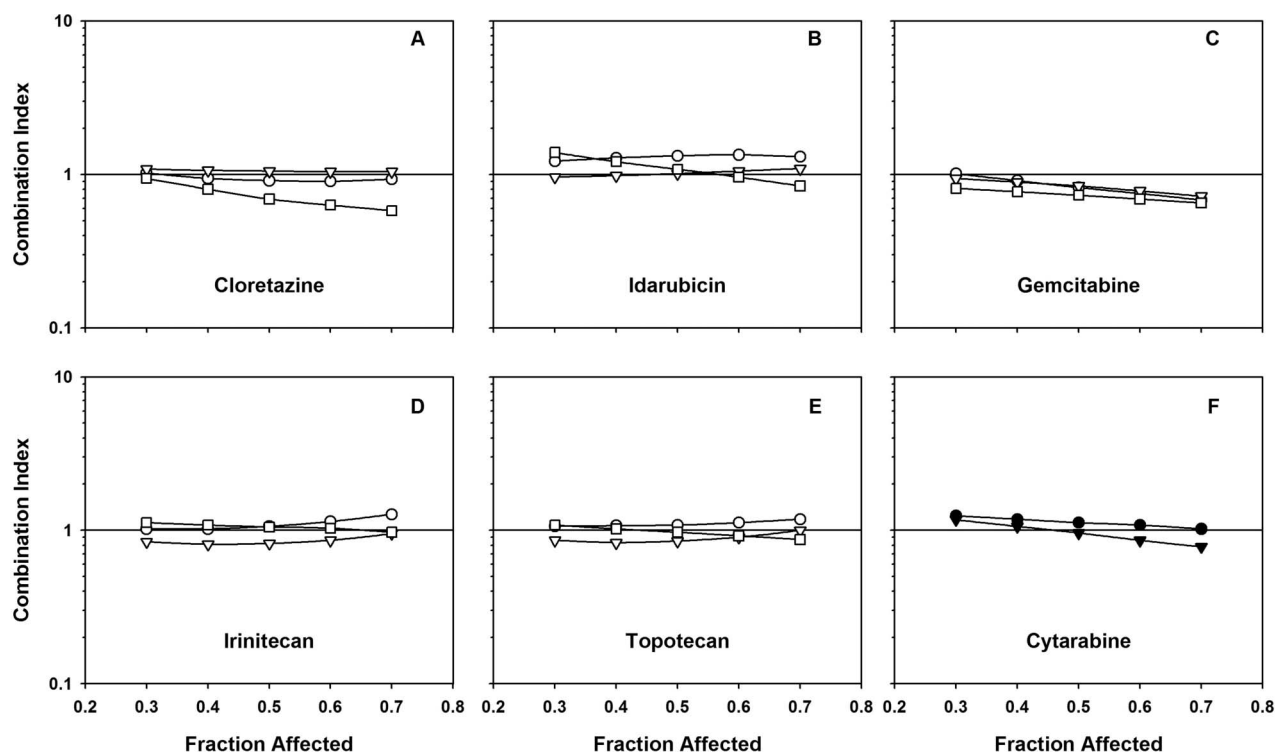 10
A
B
C
Combination Index
1
Cloretazine
Idarubicin
Gemcitabine
0.1
10
D
E
F
Combination Index
1
Irinitecan
Topotecan
Cytarabine
0.1
0.2 0.3 0.4 0.5 0.6 0.7 0.8
0.2 0.3 0.4 0.5 0.6 0.7 0.8
0.2 0.3 0.4 0.5 0.6 0.7 0.8
Fraction Affected
Fraction Affected
Fraction Affected